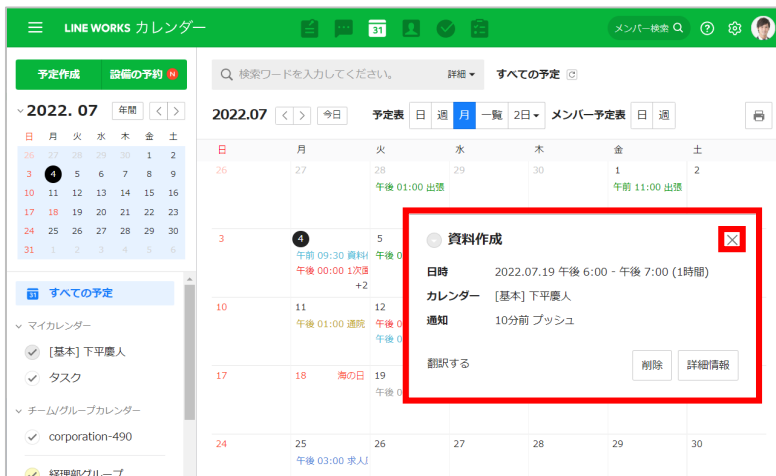 LINE WORKS カレンダー
31
メンバー検索
予定作成 設備の予約 N
検索ワードを入力してください。 詳細 すべての予定
2022. 07 年間 < >
2022.07 < > 今日 予定表 日 週 月 一覧 2日 メンバー予定表 日 週
日 月 火 水 木 金 土
26 27 28 29 30 1 2
3 4 5 6 7 8 9
10 11 12 13 14 15 16
17 18 19 20 21 22 23
24 25 26 27 28 29 30
31 1 2 3 4 5 6
31 すべての予定
マイカレンダー
[基本] 下平慶人
タスク
チーム/グループカレンダー
corporation-490
経理部グループ
日 月 火 水 木 金 土
26 27 28 29 30 1 2
午後 01:00 出張 午前 11:00 出張
3 4 5
午前 09:30 資料 午後 0
午後 00:00 1次面
+2
10 11 12
午後 01:00 通院 午後 0
午後
17 18 海の日 19
午後 0
24 25 26 27 28 29 30
午後 03:00 求人
資料作成
日時 2022.07.19 午後 6:00 - 午後 7:00 (1時間)
カレンダー [基本] 下平慶人
通知 10分前 プッシュ
翻訳する 削除 詳細情報